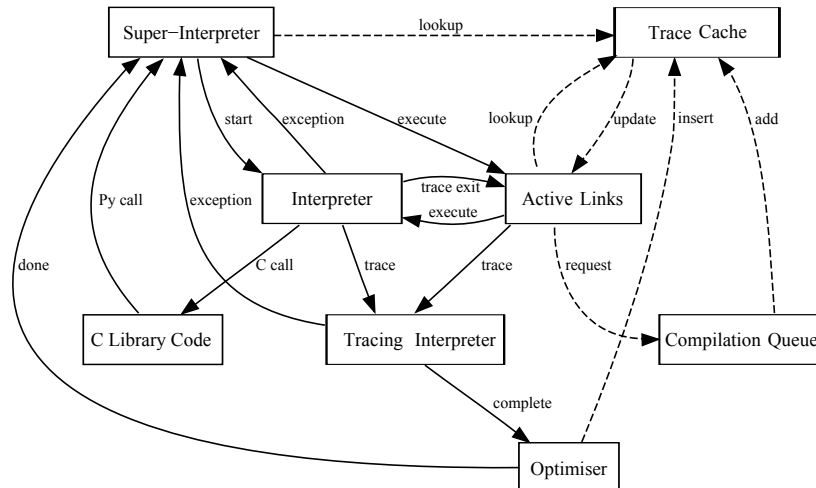 Super-Interpreter
lookup
Trace Cache
start
exception
execute
lookup
update
insert
add
Interpreter
trace exit
execute
Active Links
Py call
exception
done
C call
trace
trace
request
C Library Code
Tracing Interpreter
Compilation Queue
complete
Optimiser